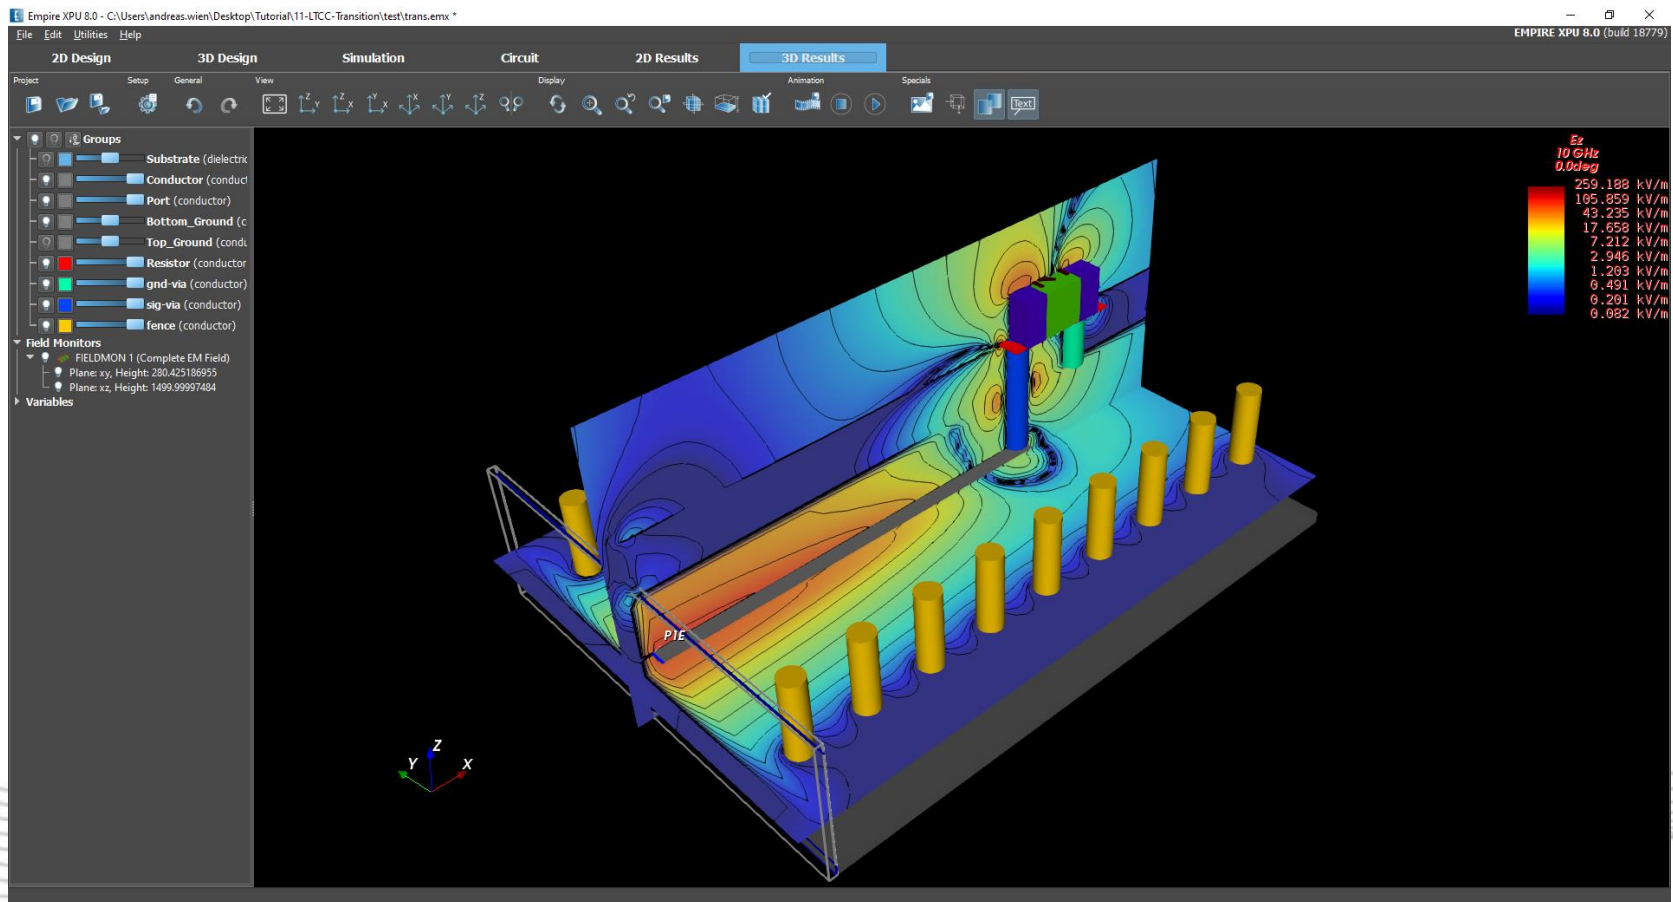 Empire XPU 8.0 - C:\Users\andreas.wien\Desktop\Tutorial\11-LTCC-Transition\test\trans.emx *
File Edit Utilities Help
EMPIRE XPU 8.0 (build 18779)
2D Design 3D Design Simulation Circuit 2D Results 3D Results
Project Setup General View Display Animation Specials
Z Y Z X Y X X Y Z Text
Groups
Substrate (dielectric
Conductor (conduct
Port (conductor)
Bottom_Ground (c
Top_Ground (condu
Resistor (conductor
gnd-via (conductor)
sig-via (conductor)
fence (conductor)
Field Monitors
FIELDMON 1 (Complete EM Field)
Plane: xy, Height: 280.425186955
Plane: xz, Height: 1499.99997484
Variables
Ez
10 GHz
0.0deg
259.188 kV/m
105.859 kV/m
43.235 kV/m
17.658 kV/m
7.212 kV/m
2.946 kV/m
1.203 kV/m
0.491 kV/m
0.201 kV/m
0.082 kV/m
P1E
Z
Y X